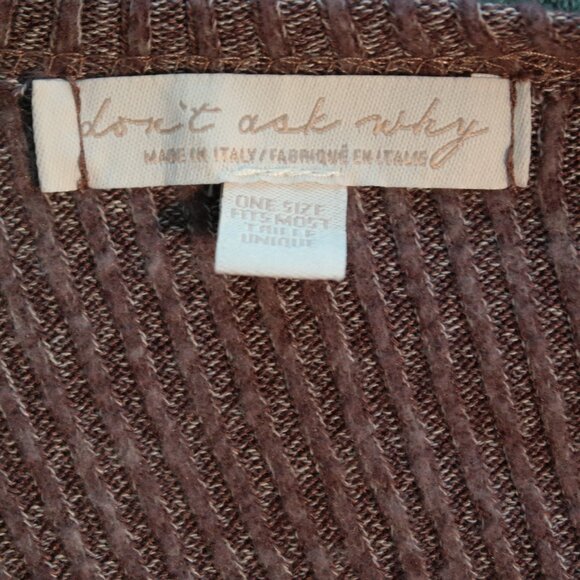 don't ask why
MADE IN ITALY / FABRIQUÉ EN ITALIE
ONE SIZE
FITS MOST
TAILLE
UNIQUE